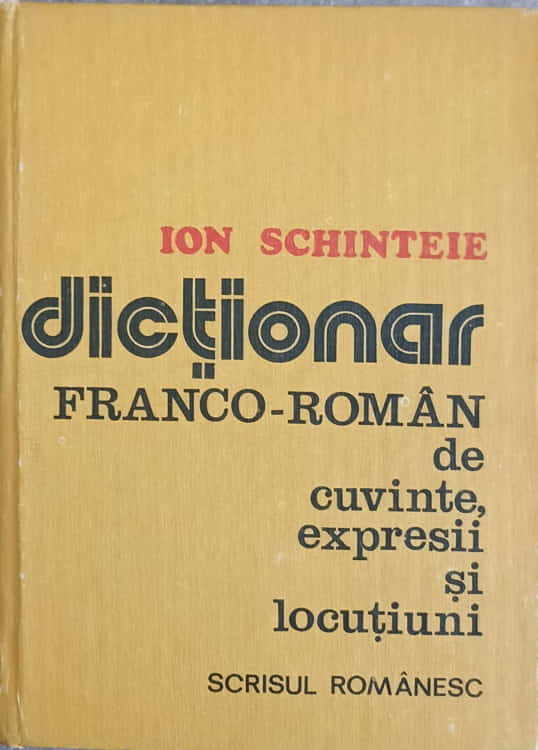 ION SCHINTEIE
dicționar
FRANCO-ROMÂN
de
cuvinte,
expresii
și
locuțiuni
SCRISUL ROMÂNESC